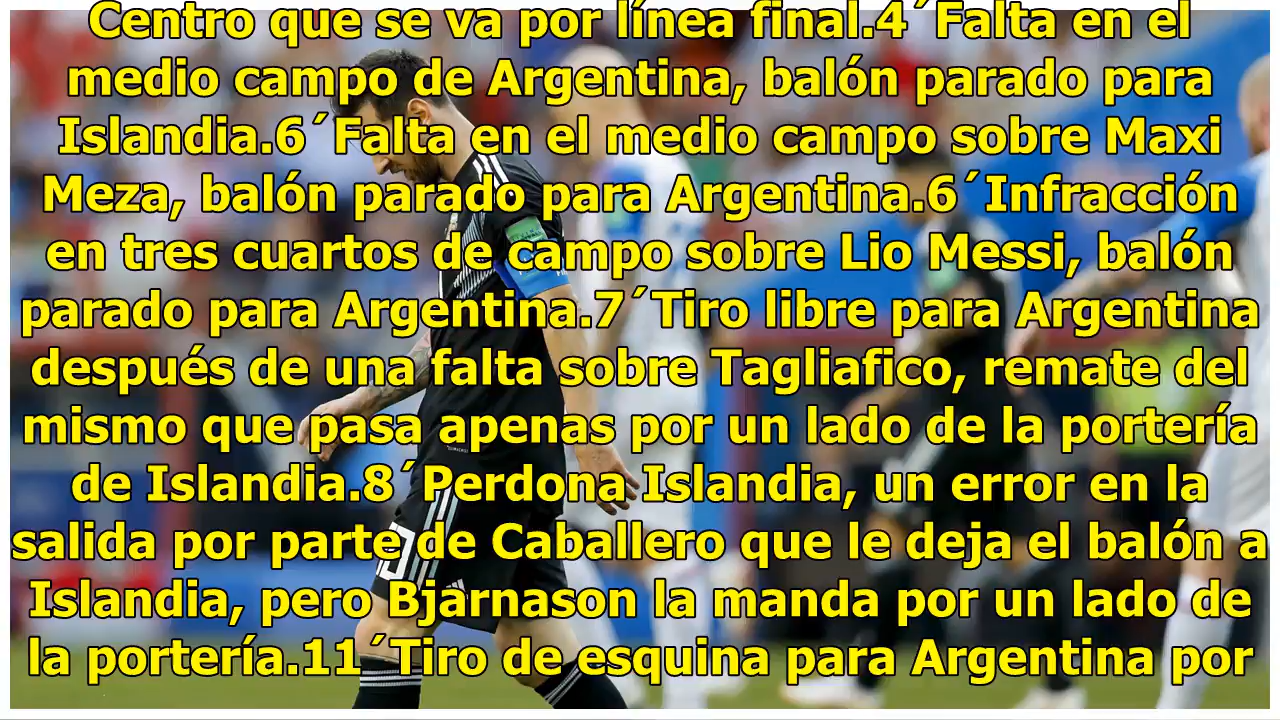 Centro que se va por línea final.4´Falta en el
medio campo de Argentina, balón parado para
Islandia.6´Falta en el medio campo sobre Maxi
Meza, balón parado para Argentina.6´Infracción
en tres cuartos de campo sobre Lio Messi, balón
parado para Argentina.7´Tiro libre para Argentina
después de una falta sobre Tagliafico, remate del
mismo que pasa apenas por un lado de la portería
de Islandia.8´Perdona Islandia, un error en la
salida por parte de Caballero que le deja el balón a
Islandia, pero Bjarnason la manda por un lado de
la portería.11´Tiro de esquina para Argentina por